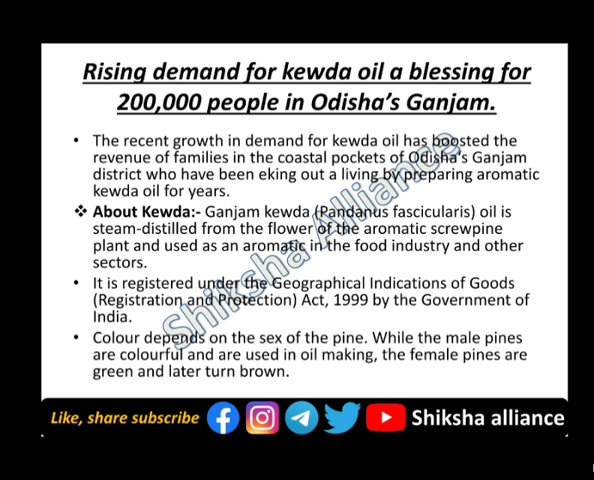 Rising demand for kewda oil a blessing for
200,000 people in Odisha's Ganjam.
• The recent growth in demand for kewda oil has boosted the
revenue of families in the coastal pockets of Odisha's Ganjam
district who have been eking out a living by preparing aromatic
kewda oil for years.
❖ About Kewda:- Ganjam kewda (Pandanus fascicularis) oil is
steam-distilled from the flower of the aromatic screwpine
plant and used as an aromatic in the food industry and other
sectors.
• It is registered under the Geographical Indications of Goods
(Registration and Protection) Act, 1999 by the Government of
India.
• Colour depends on the sex of the pine. While the male pines
are colourful and are used in oil making, the female pines are
green and later turn brown.
Shiksha Alliance
Like, share subscribe
Shiksha alliance